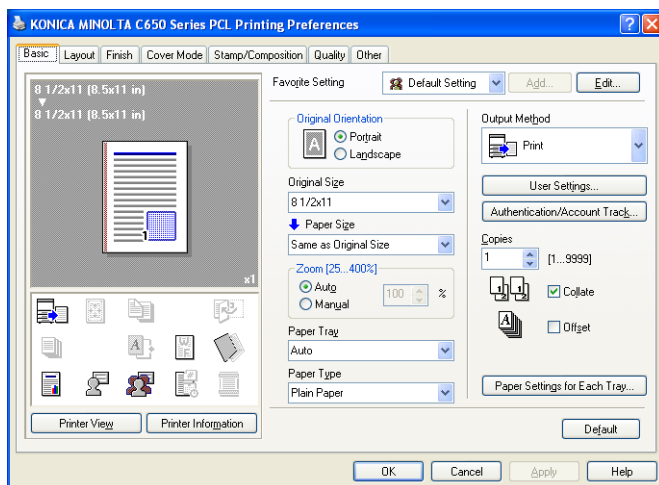 KONICA MINOLTA C650 Series PCL Printing Preferences
Basic Layout Finish Cover Mode Stamp/Composition Quality Other
8 1/2x11 (8.5x11 in)
8 1/2x11 (8.5x11 in)
1
x1
Printer View Printer Information
Favorite Setting Default Setting Add... Edit...
Original Orientation
A Portrait
Landscape
Original Size
8 1/2x11
Paper Size
Same as Original Size
Zoom [25...400%]
Auto
Manual 100 %
Paper Tray
Auto
Paper Type
Plain Paper
Output Method
Print
User Settings...
Authentication/Account Track...
Copies
1 [1...9999]
Collate
Offset
Paper Settings for Each Tray...
Default
OK Cancel Apply Help